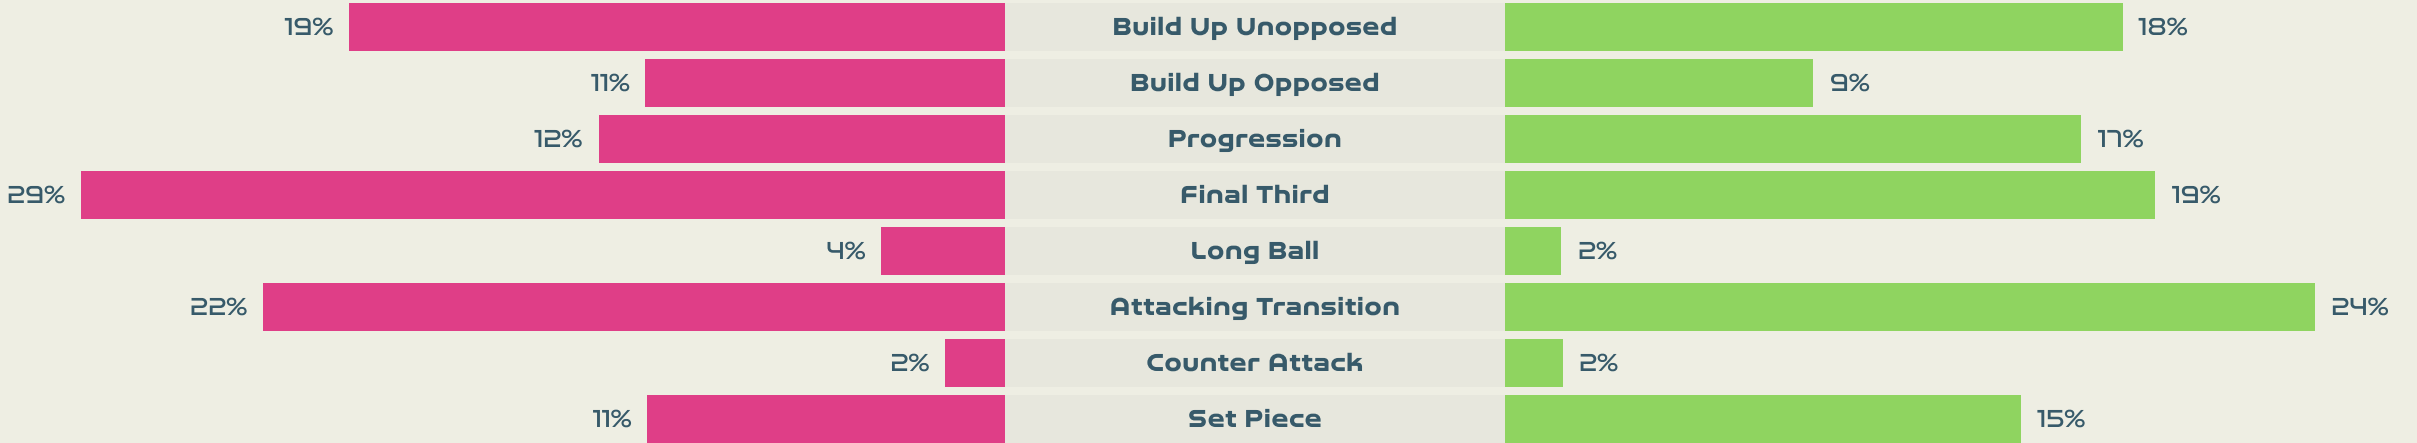 19% Build Up Unopposed 18%
11% Build Up Opposed 9%
12% Progression 17%
29% Final Third 19%
4% Long Ball 2%
22% Attacking Transition 24%
2% Counter Attack 2%
11% Set Piece 15%